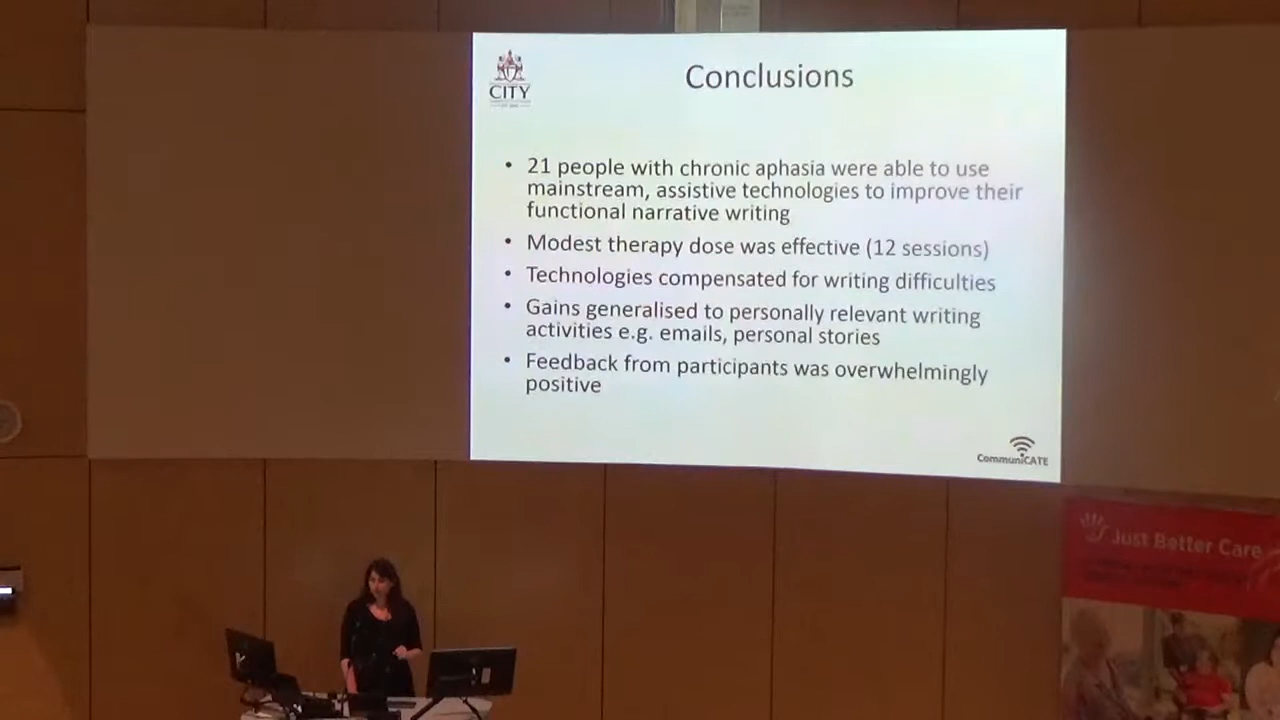 CITY
Conclusions
• 21 people with chronic aphasia were able to use
mainstream, assistive technologies to improve their
functional narrative writing
• Modest therapy dose was effective (12 sessions)
• Technologies compensated for writing difficulties
• Gains generalised to personally relevant writing
activities e.g. emails, personal stories
• Feedback from participants was overwhelmingly
positive
CommuniCATE
Just Better Care